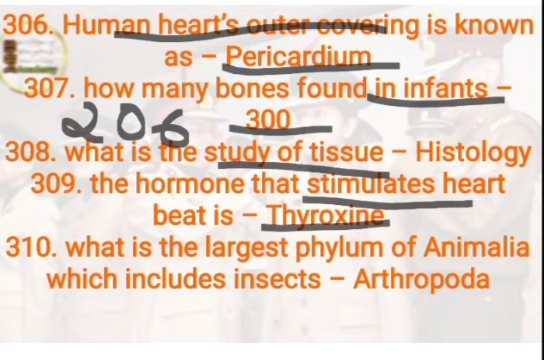 306. Human heart's outer covering is known
as – Pericardium
307. how many bones found in infants –
300
206
308. what is the study of tissue – Histology
309. the hormone that stimulates heart
beat is – Thyroxine
310. what is the largest phylum of Animalia
which includes insects – Arthropoda